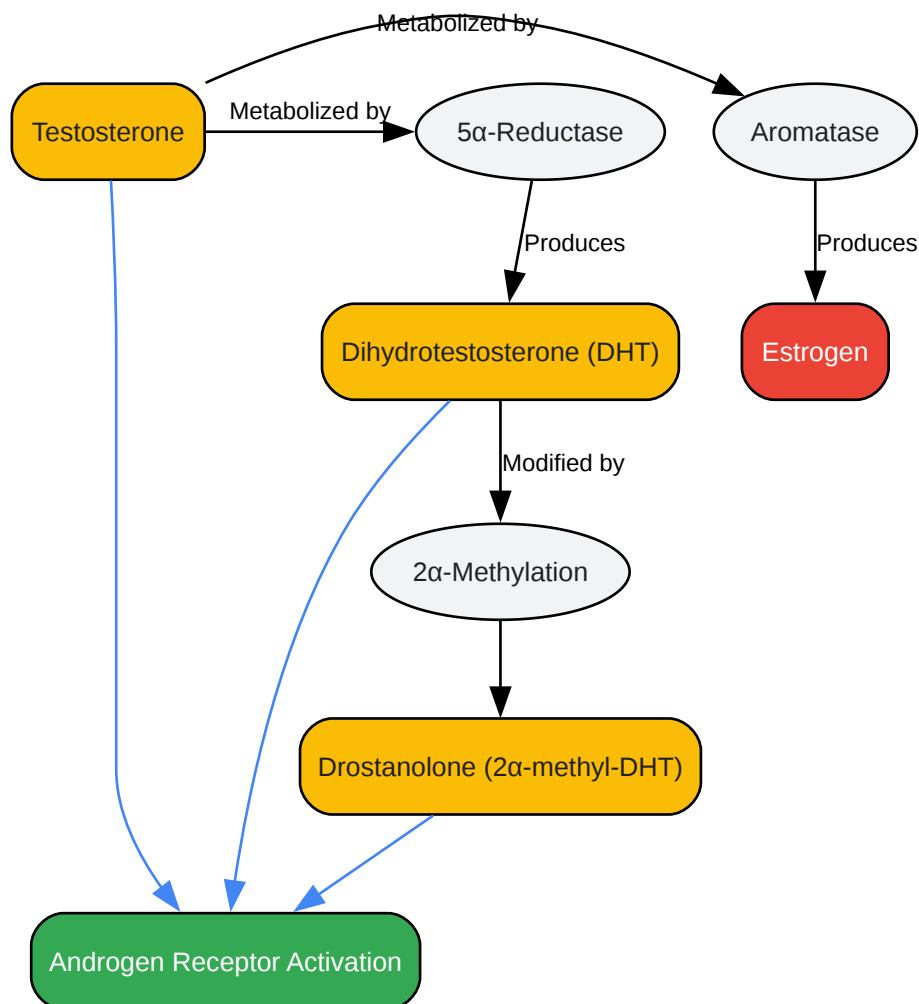 Metabolized by
Testosterone
Metabolized by
5α-Reductase
Aromatase
Produces
Produces
Dihydrotestosterone (DHT)
Estrogen
Modified by
2α-Methylation
Drostanolone (2α-methyl-DHT)
Androgen Receptor Activation